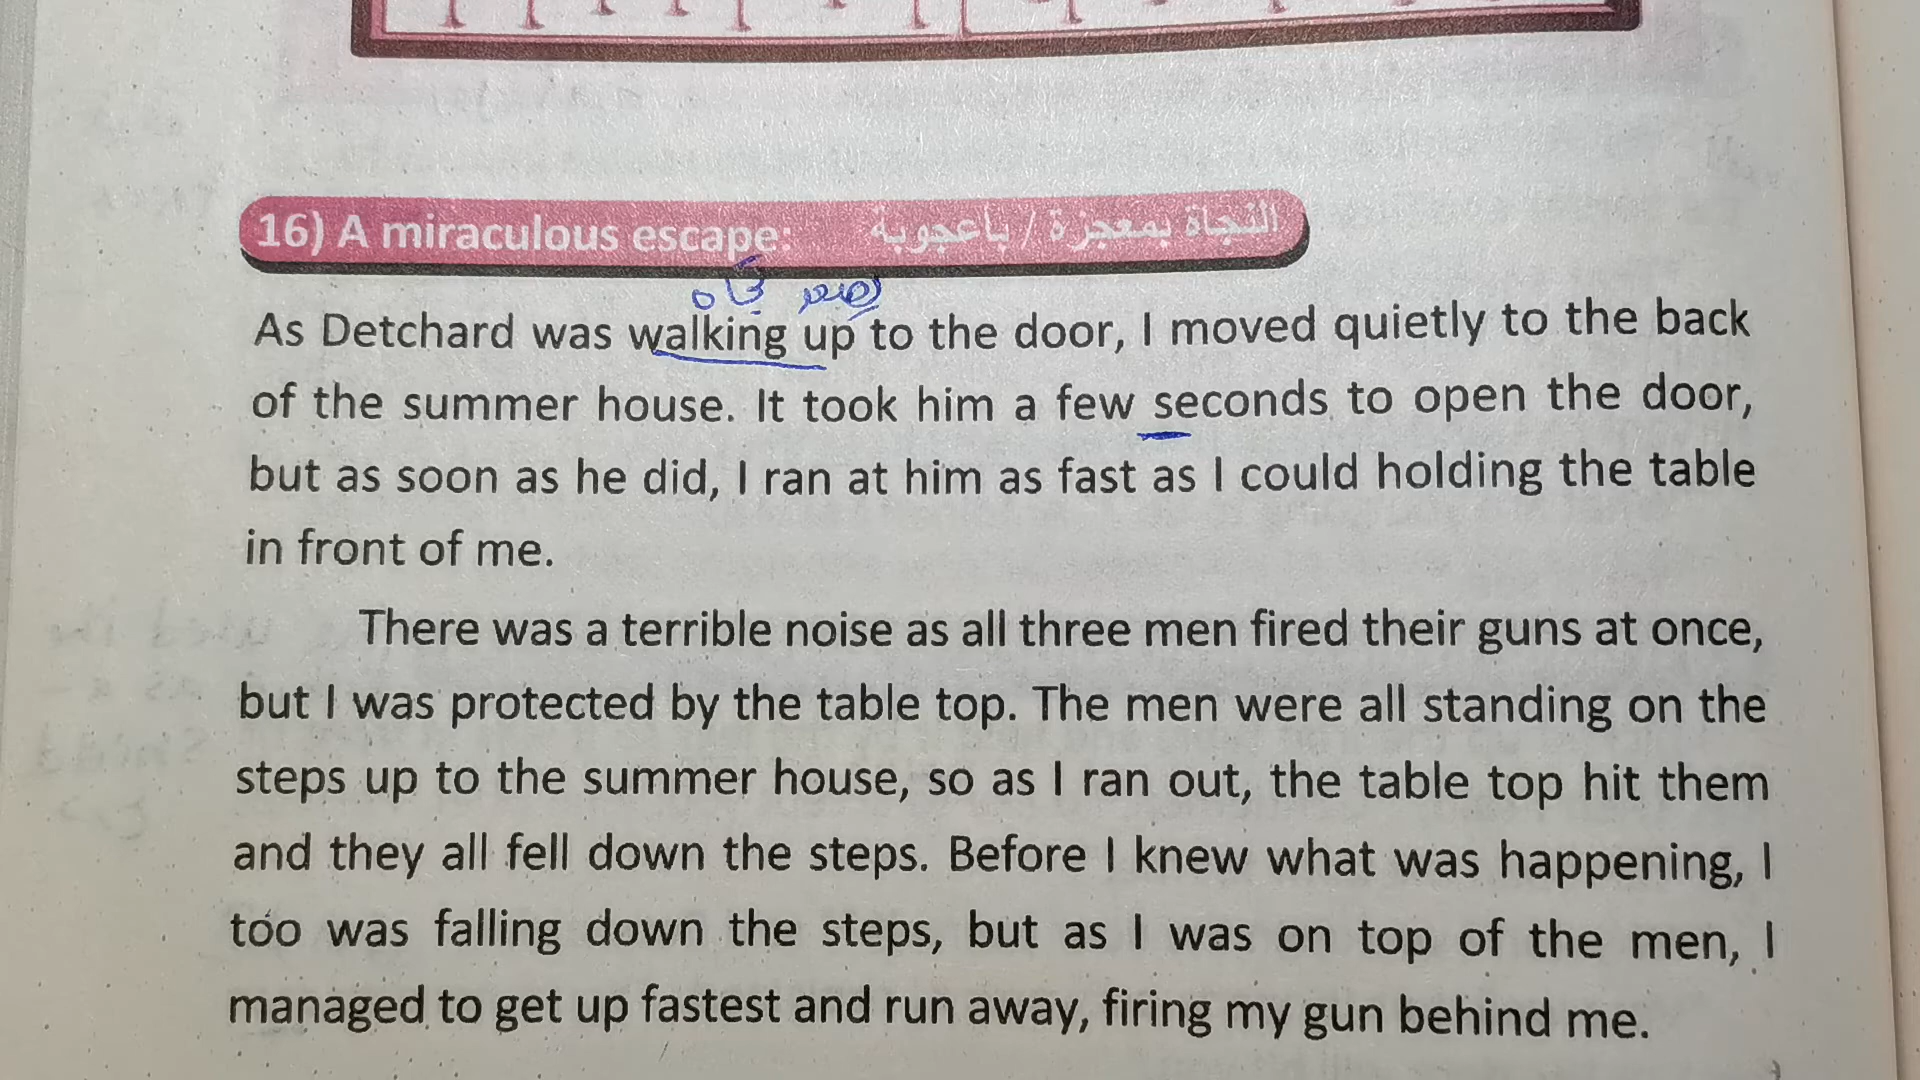 16) A miraculous escape: النجاة بمعجزة / بأعجوبة
As Detchard was walking up to the door, I moved quietly to the back
of the summer house. It took him a few seconds to open the door,
but as soon as he did, I ran at him as fast as I could holding the table
in front of me.
There was a terrible noise as all three men fired their guns at once,
but I was protected by the table top. The men were all standing on the
steps up to the summer house, so as I ran out, the table top hit them
and they all fell down the steps. Before I knew what was happening, I
too was falling down the steps, but as I was on top of the men, I
managed to get up fastest and run away, firing my gun behind me.